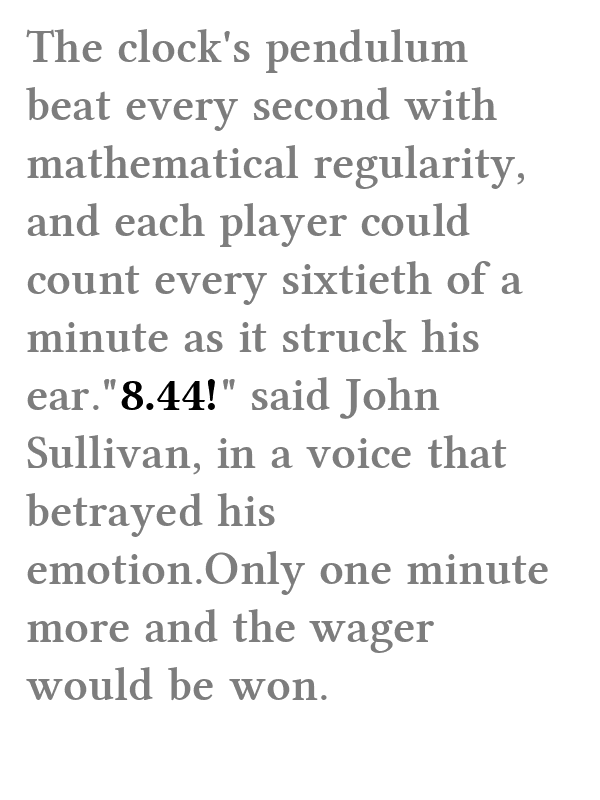 The clock's pendulum
beat every second with
mathematical regularity,
and each player could
count every sixtieth of a
minute as it struck his
ear."8.44!" said John
Sullivan, in a voice that
betrayed his
emotion.Only one minute
more and the wager
would be won.